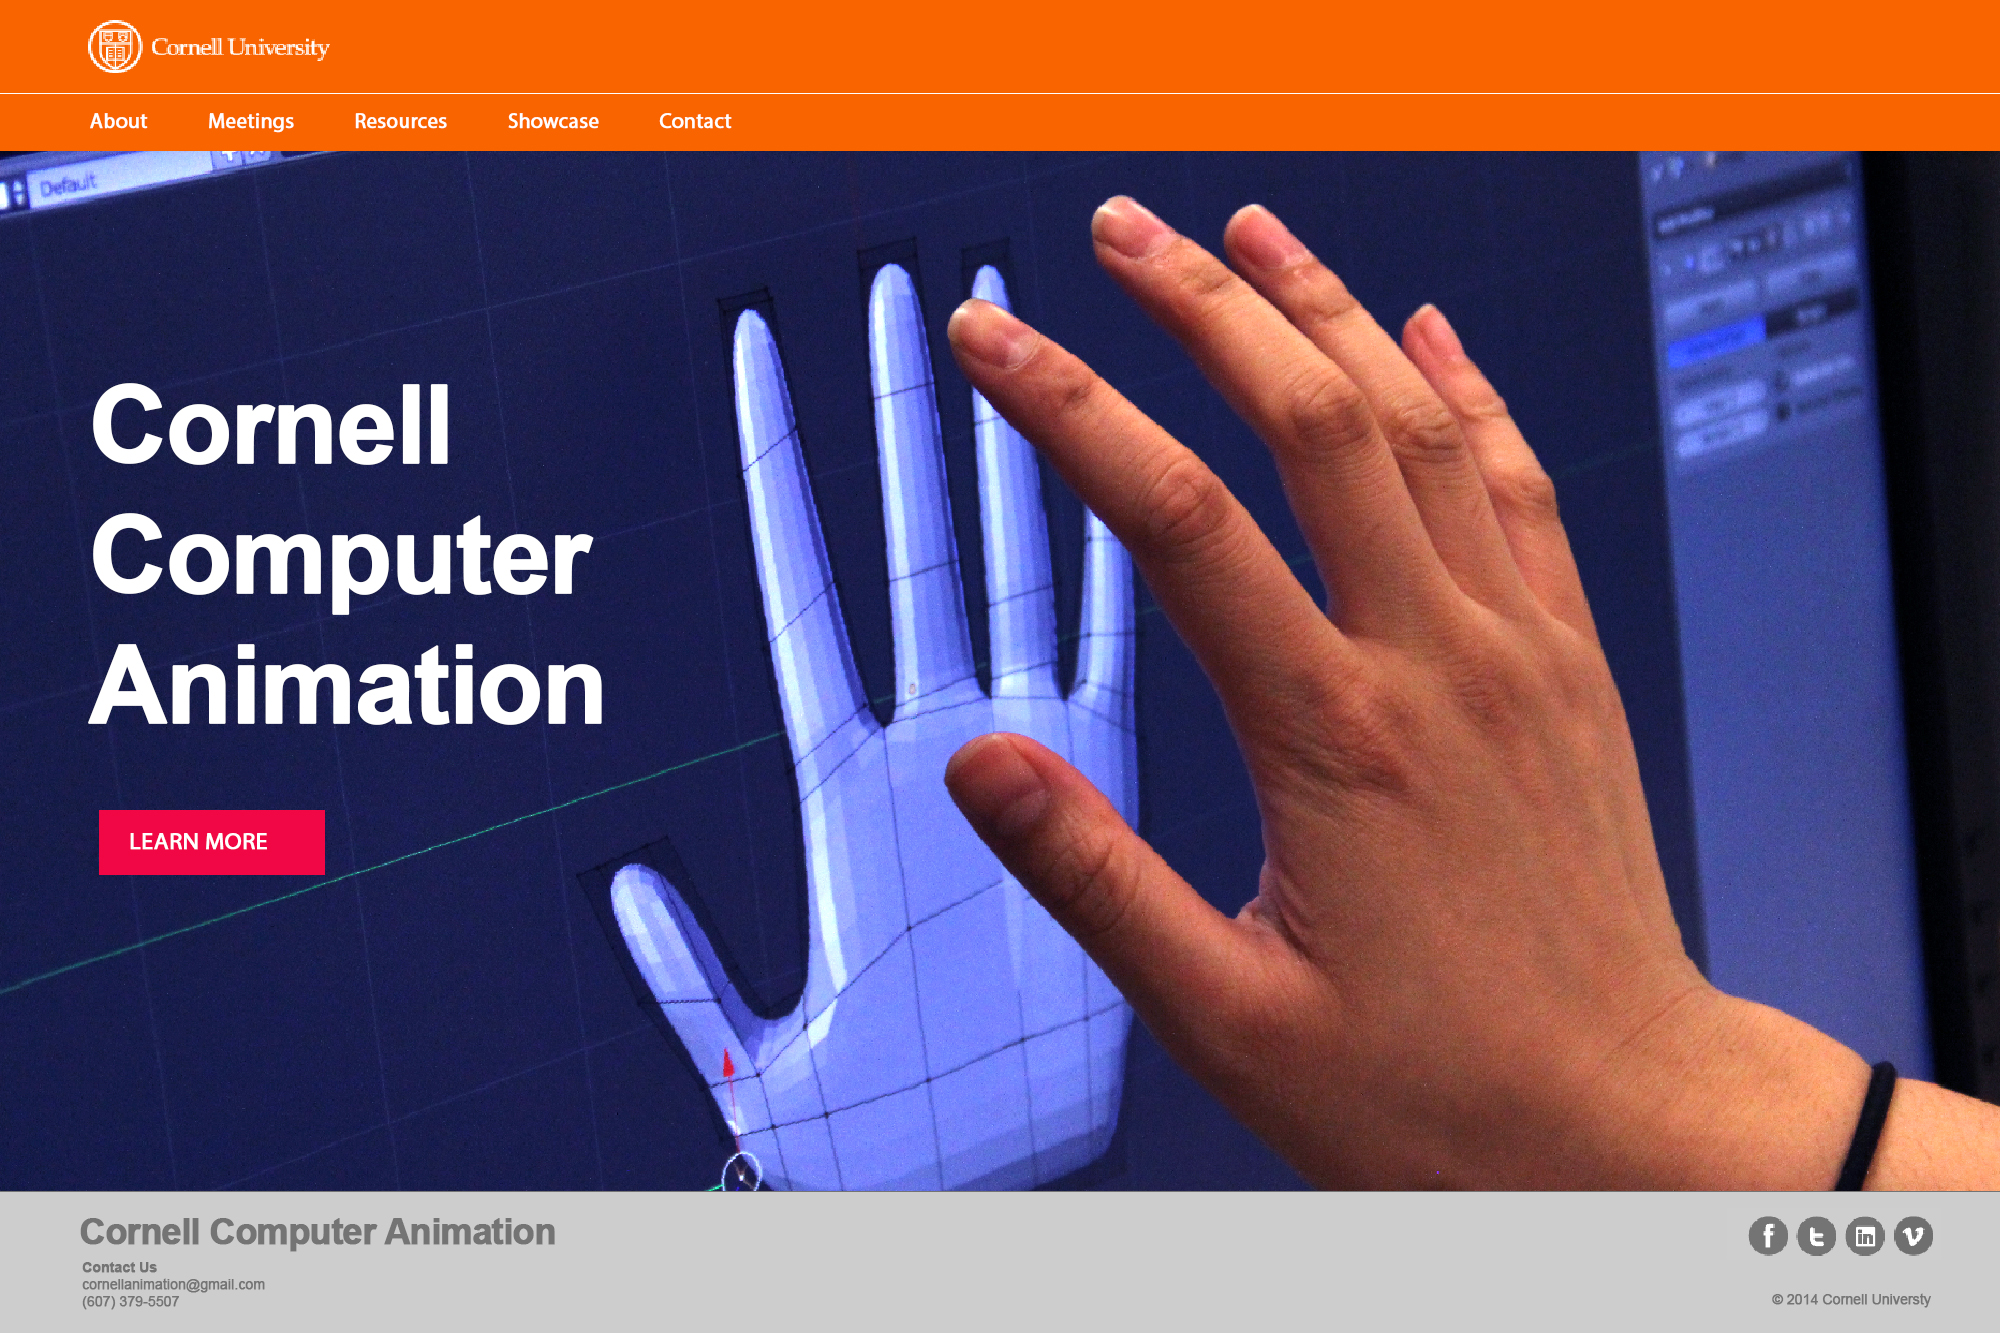 Cornell University
About Meetings Resources Showcase Contact
Default
Cornell
Computer
Animation
LEARN MORE
Cornell Computer Animation
Contact Us
cornellanimation@gmail.com
(607) 379-5507
© 2014 Cornell Universty